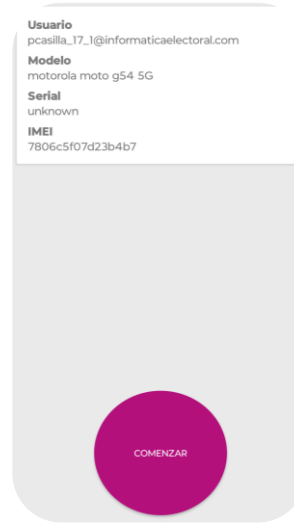 Usuario
pcasilla_17_1@informaticaelectoral.com
Modelo
motorola moto g54 5G
Serial
unknown
IMEI
7806c5f07d23b4b7
COMENZAR